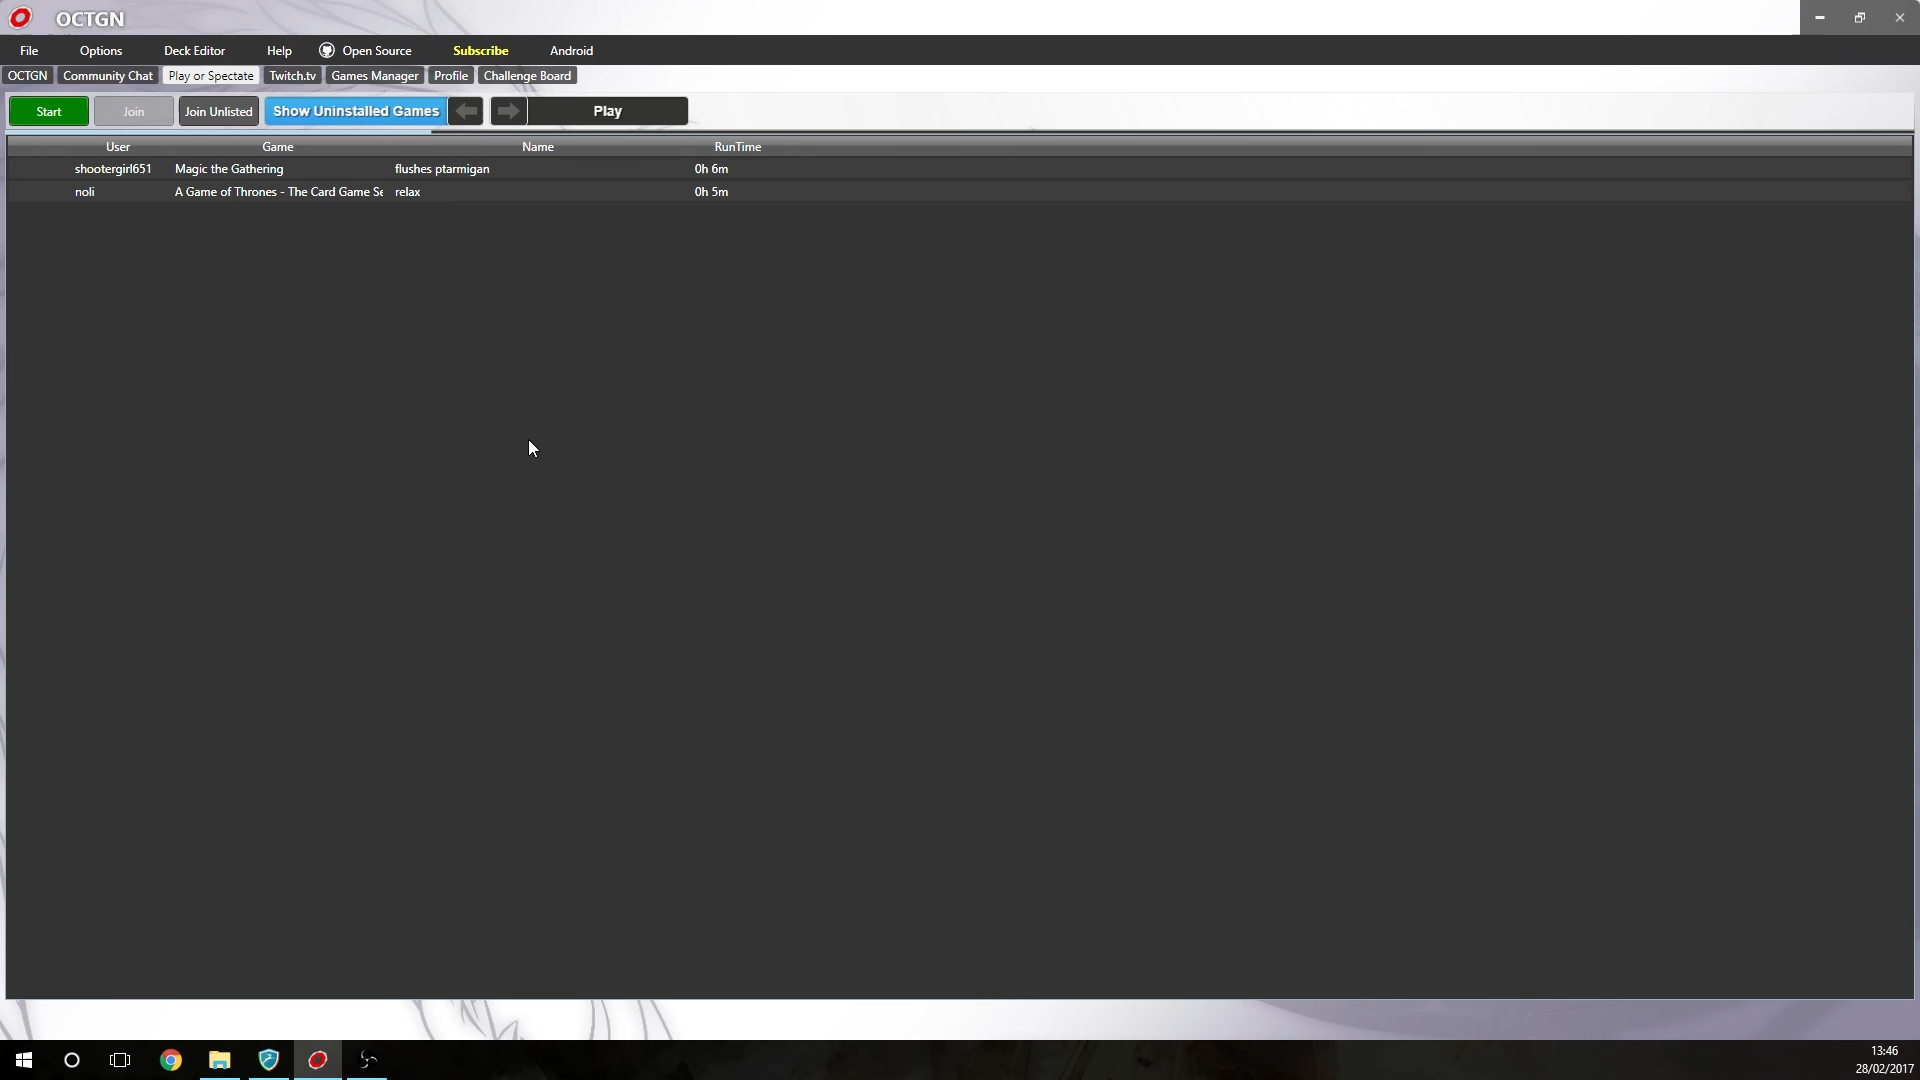 OCTGN
File Options Deck Editor Help Open Source Subscribe Android
OCTGN Community Chat Play or Spectate Twitch.tv Games Manager Profile Challenge Board
Start Join Join Unlisted Show Uninstalled Games Play
User Game Name RunTime
shootergirl651 Magic the Gathering flushes ptarmigan 0h 6m
noli A Game of Thrones - The Card Game Se relax 0h 5m
13:46
28/02/2017